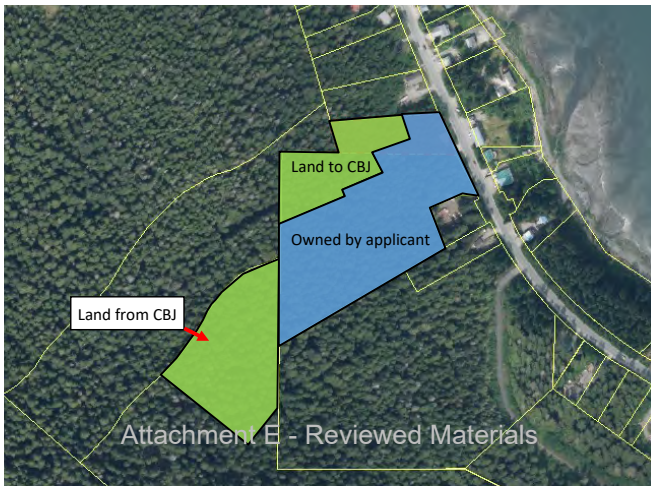 Land to CBJ
Owned by applicant
Land from CBJ
Attachment E - Reviewed Materials